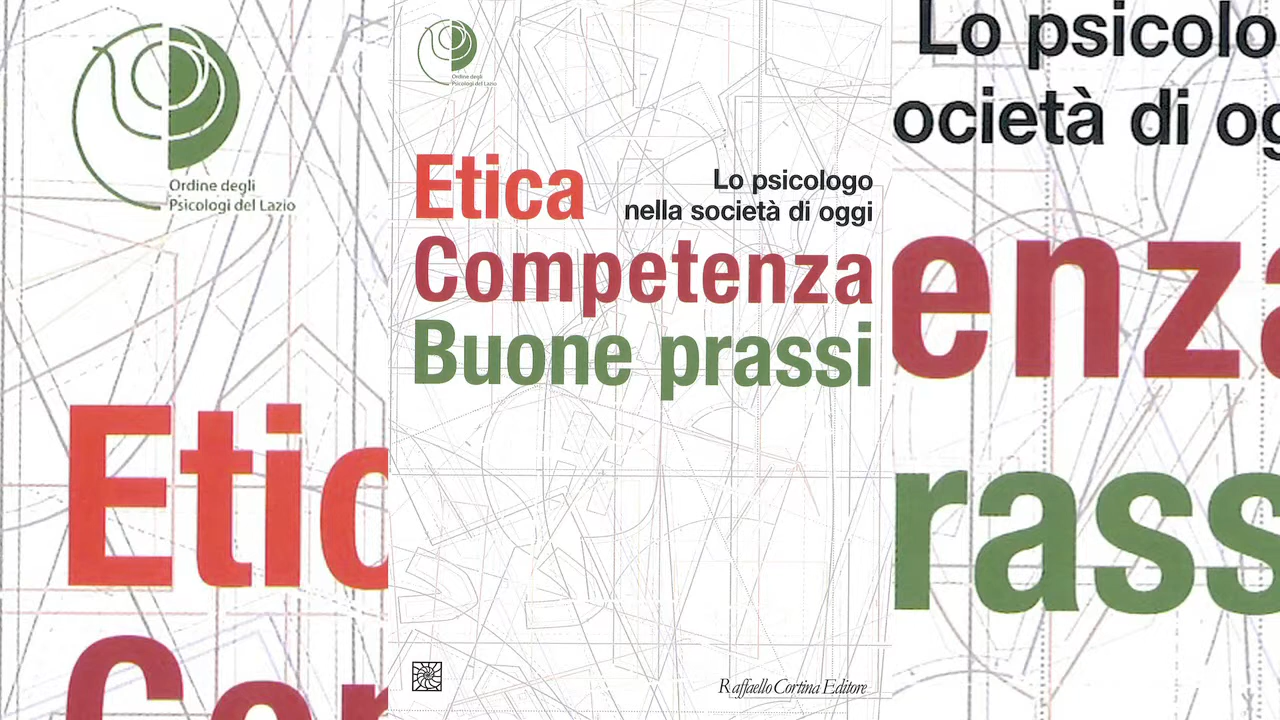 Ordine degli
Psicologi del Lazio
Etic
Com
Ordine degli
Psicologi del Lazio
Etica
Lo psicologo
nella società di oggi
Competenza
Buone prassi
Raffaello Cortina Editore
Lo psicolo
ocietà di og
enza
rass